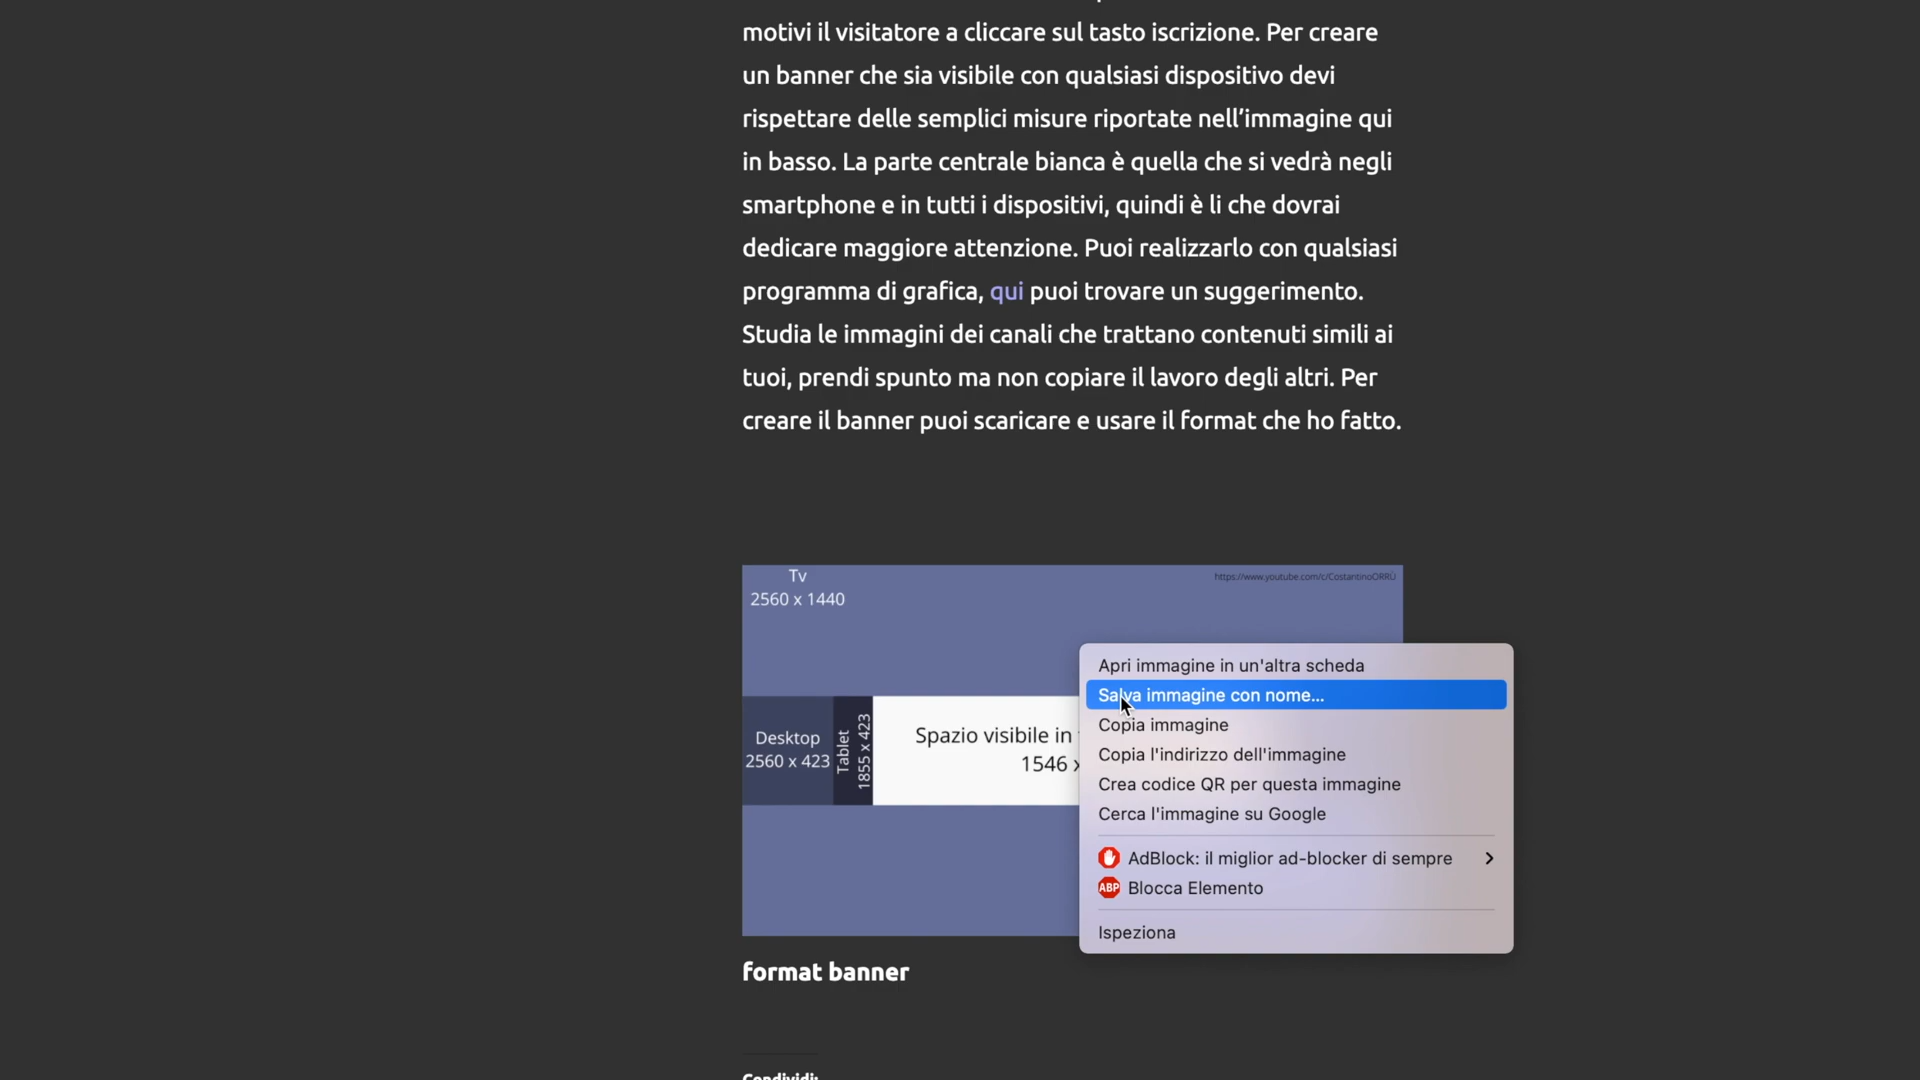 motivi il visitatore a cliccare sul tasto iscrizione. Per creare
un banner che sia visibile con qualsiasi dispositivo devi
rispettare delle semplici misure riportate nell’immagine qui
in basso. La parte centrale bianca è quella che si vedrà negli
smartphone e in tutti i dispositivi, quindi è li che dovrai
dedicare maggiore attenzione. Puoi realizzarlo con qualsiasi
programma di grafica, qui puoi trovare un suggerimento.
Studia le immagini dei canali che trattano contenuti simili ai
tuoi, prendi spunto ma non copiare il lavoro degli altri. Per
creare il banner puoi scaricare e usare il format che ho fatto.
Tv
2560 x 1440
https://www.youtube.com/c/CostantinoORRÙ
Desktop
2560 x 423
Tablet
1855 x 423
Spazio visibile in
1546 x
Apri immagine in un'altra scheda
Salva immagine con nome...
Copia immagine
Copia l'indirizzo dell'immagine
Crea codice QR per questa immagine
Cerca l'immagine su Google
AdBlock: il miglior ad-blocker di sempre
ABP Blocca Elemento
Ispeziona
format banner
Condividi: